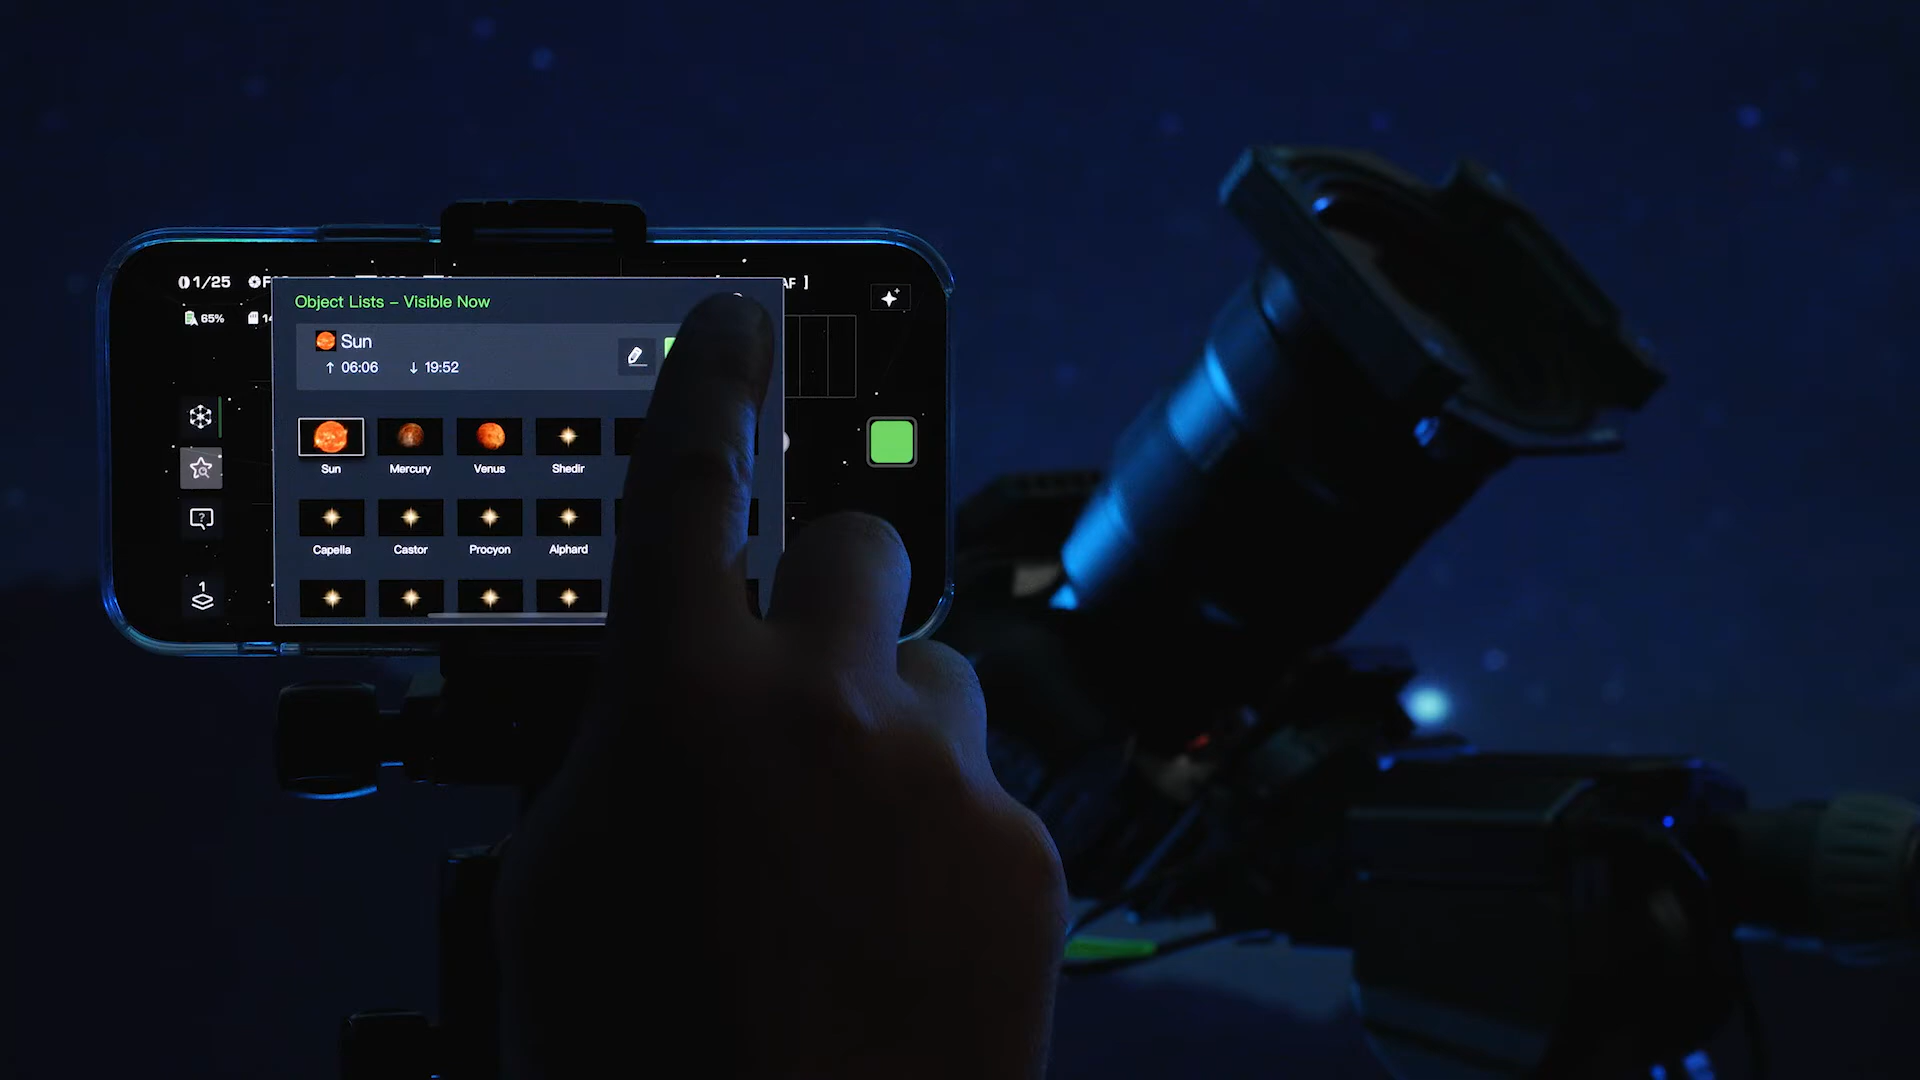 1/25
AF ]
65%
Object Lists – Visible Now
Sun
↑ 06:06 ↓ 19:52
Sun Mercury Venus Shedir
Capella Castor Procyon Alphard
?
1